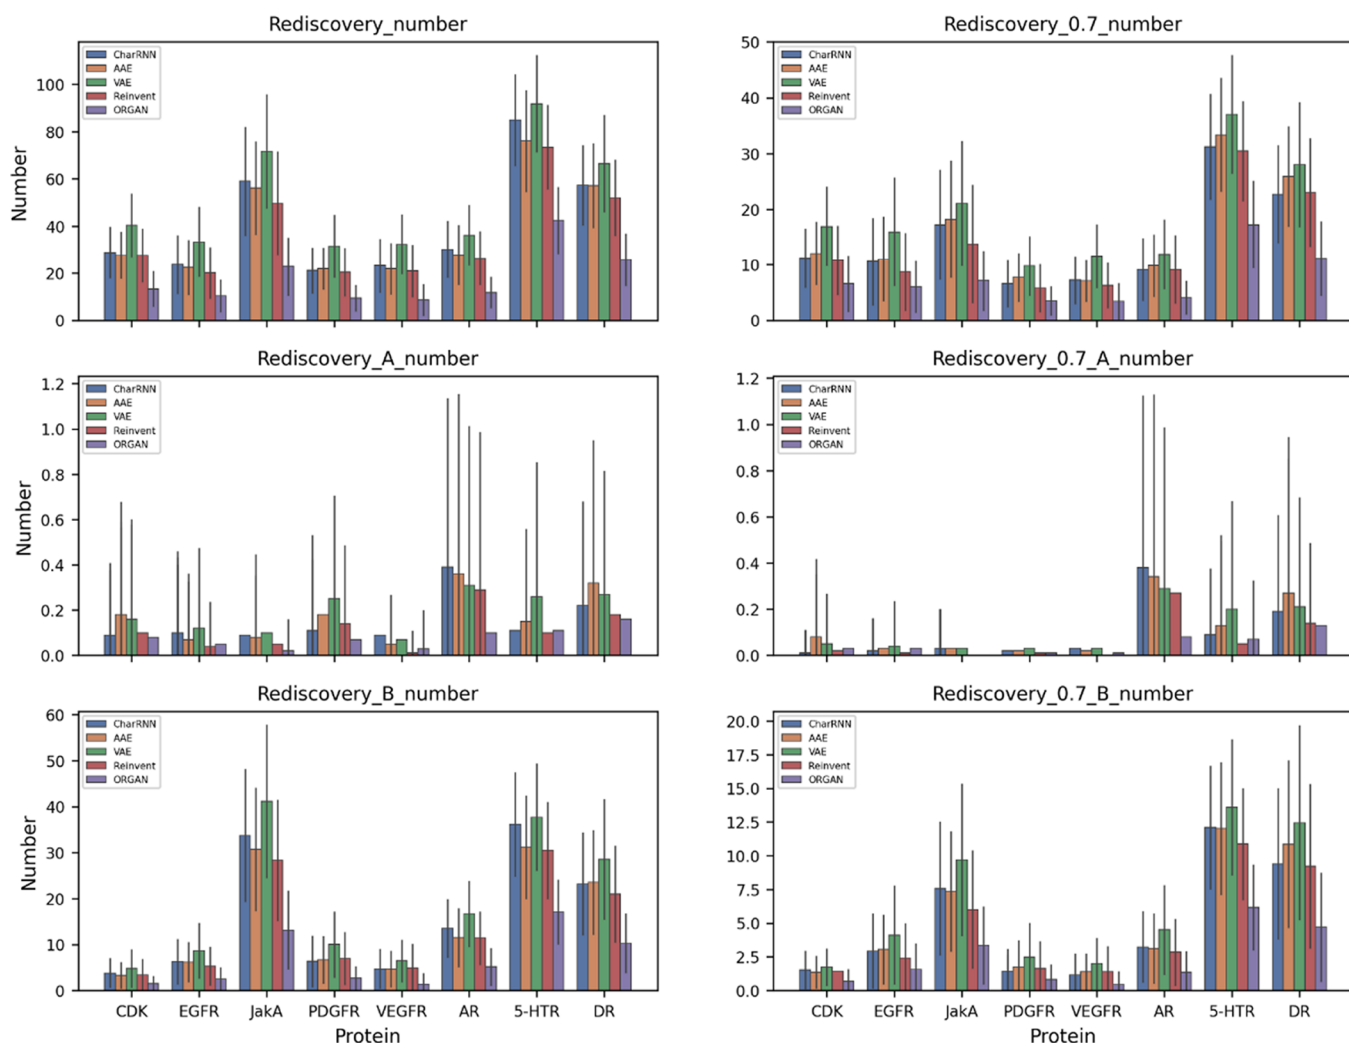 Rediscovery_number
Number
100
80
60
40
20
0
CharRNN
AAE
VAE
Reinvent
ORGAN
Rediscovery_0.7_number
50
40
30
20
10
0
CharRNN
AAE
VAE
Reinvent
ORGAN
Rediscovery_A_number
Number
1.2
1.0
0.8
0.6
0.4
0.2
0.0
CharRNN
AAE
VAE
Reinvent
ORGAN
Rediscovery_0.7_A_number
1.2
1.0
0.8
0.6
0.4
0.2
0.0
CharRNN
AAE
VAE
Reinvent
ORGAN
Rediscovery_B_number
Number
60
50
40
30
20
10
0
CharRNN
AAE
VAE
Reinvent
ORGAN
CDK EGFR JakA PDGFR VEGFR AR 5-HTR DR
Protein
Rediscovery_0.7_B_number
20.0
17.5
15.0
12.5
10.0
7.5
5.0
2.5
0.0
CharRNN
AAE
VAE
Reinvent
ORGAN
CDK EGFR JakA PDGFR VEGFR AR 5-HTR DR
Protein